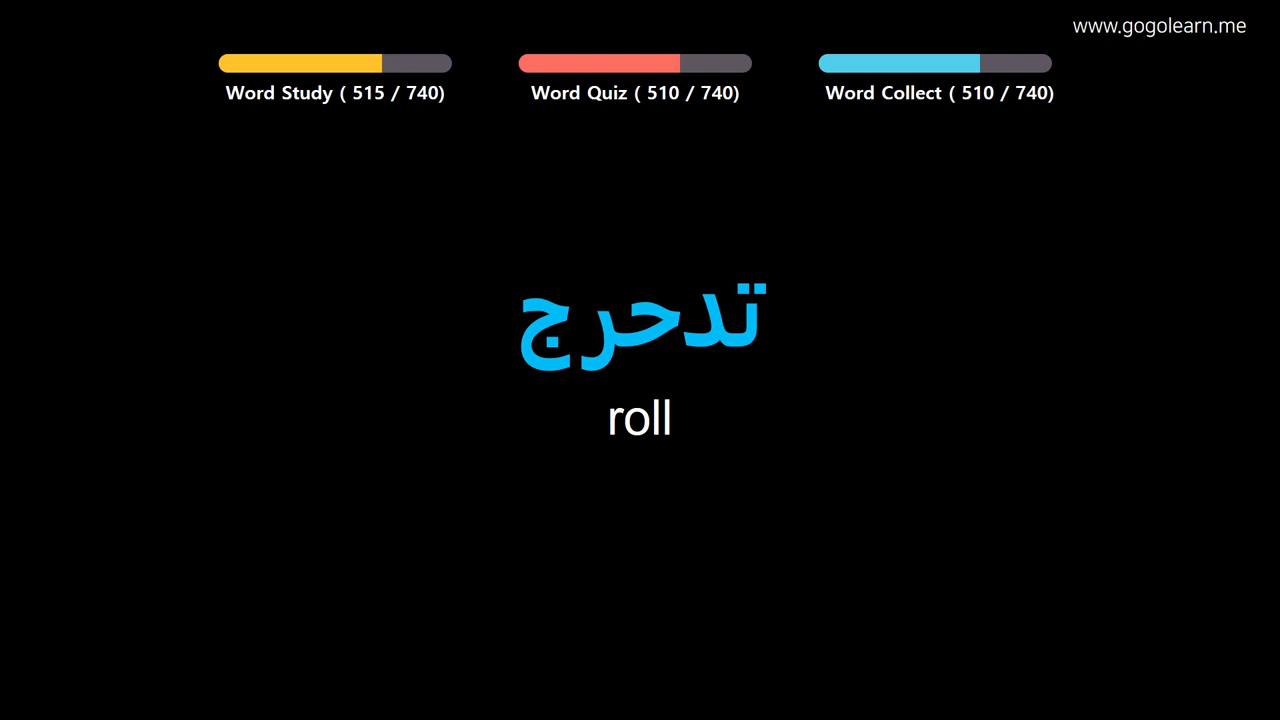 www.gogolearn.me
Word Study ( 515 / 740)
Word Quiz ( 510 / 740)
Word Collect ( 510 / 740)
تدحرج
roll